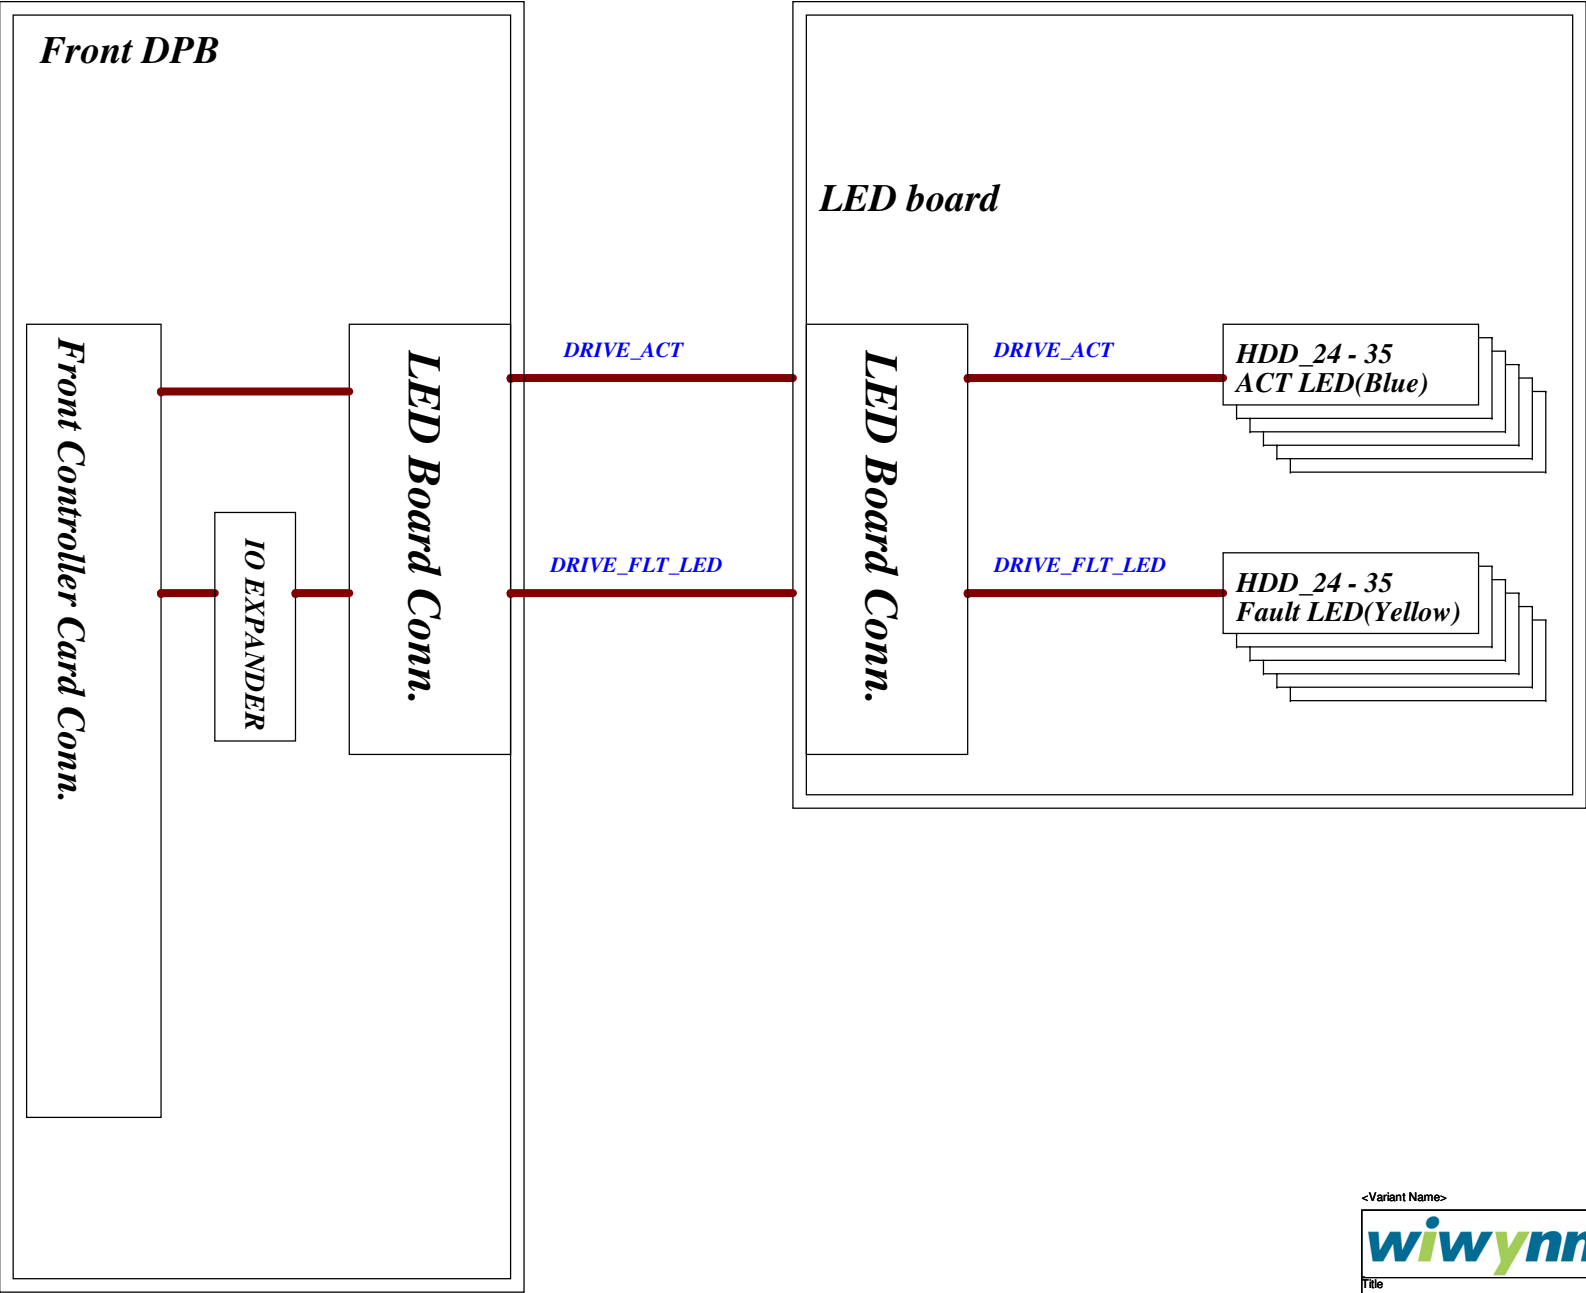 Front DPB
LED board
Front Controller Card Conn.
IO EXPANDER
LED Board Conn.
DRIVE_ACT
DRIVE_FLT_LED
LED Board Conn.
DRIVE_ACT
DRIVE_FLT_LED
HDD_24 - 35
ACT LED(Blue)
HDD_24 - 35
Fault LED(Yellow)
<Variant Name>
wiwynn
Title